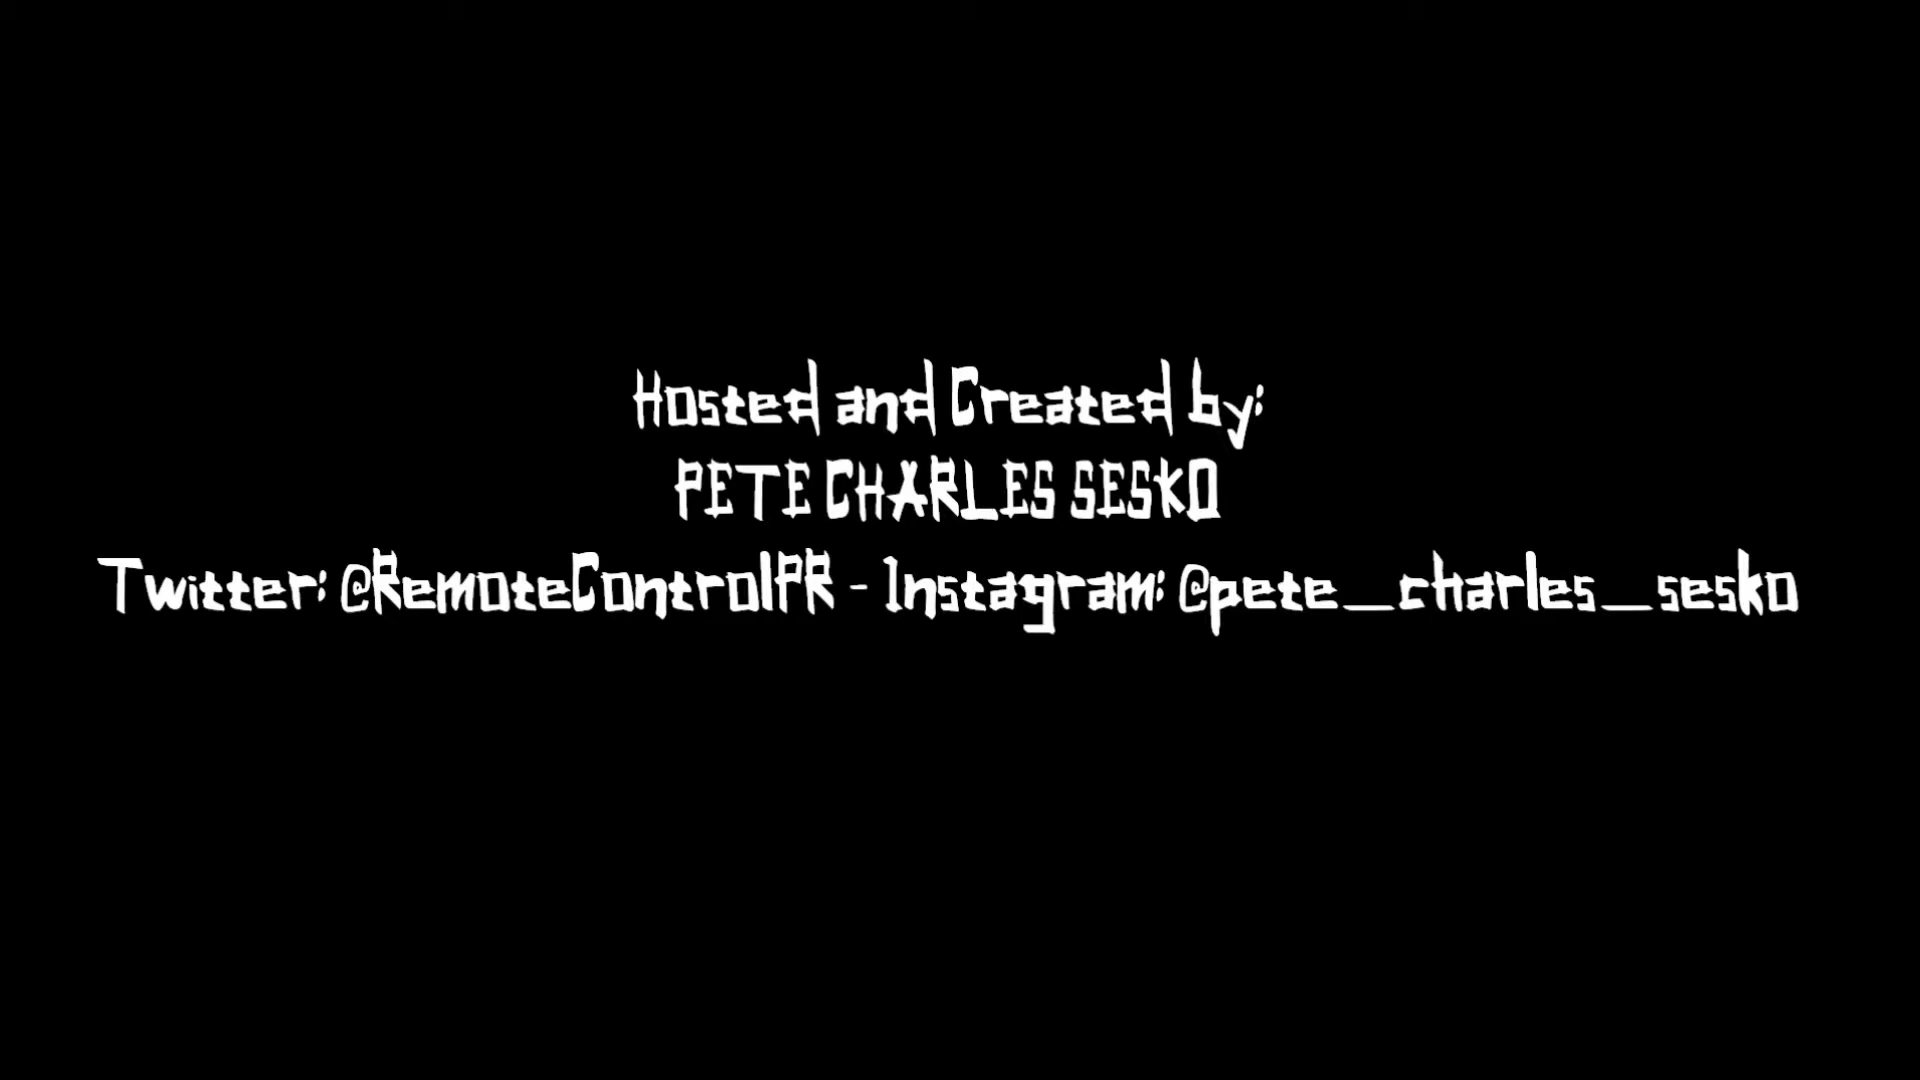 Hosted and Created by:
PETE CHARLES SESKO
Twitter: @RemoteControlPR - Instagram: @pete_charles_sesko